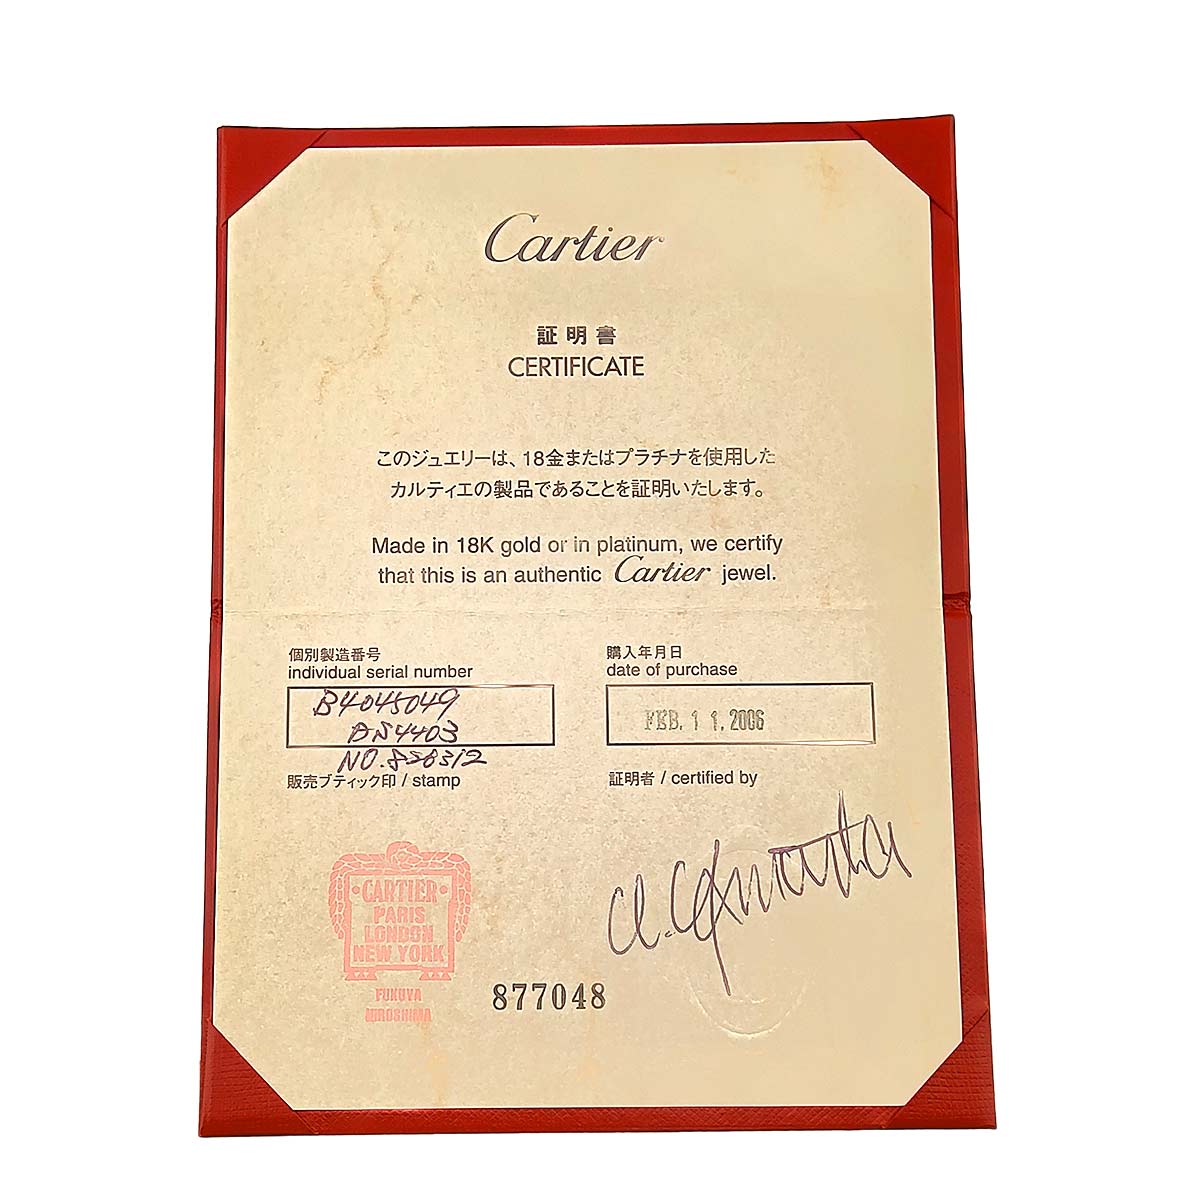 Cartier
証明書
CERTIFICATE
このジュエリーは、18金またはプラチナを使用した
カルティエの製品であることを証明いたします。
Made in 18K gold or in platinum, we certify
that this is an authentic Cartier jewel.
個別製造番号
individual serial number
B4045049
NO.828312
販売ブティック印 / stamp
購入年月日
date of purchase
FEB. 11. 2006
証明者 / certified by
CARTIER
PARIS
LONDON
NEW YORK
FUKUYA
HIROSHIMA
877048